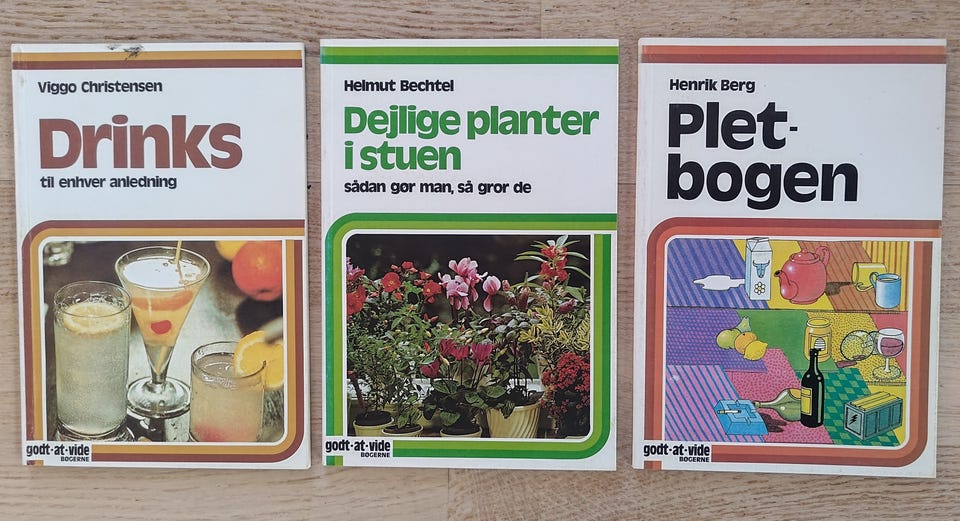 Viggo Christensen
Drinks
til enhver anledning
godt·at·vide
BØGERNE
Helmut Bechtel
Dejlige planter
i stuen
sådan gør man, så gror de
godt·at·vide
BØGERNE
Henrik Berg
Plet-
bogen
godt·at·vide
BØGERNE